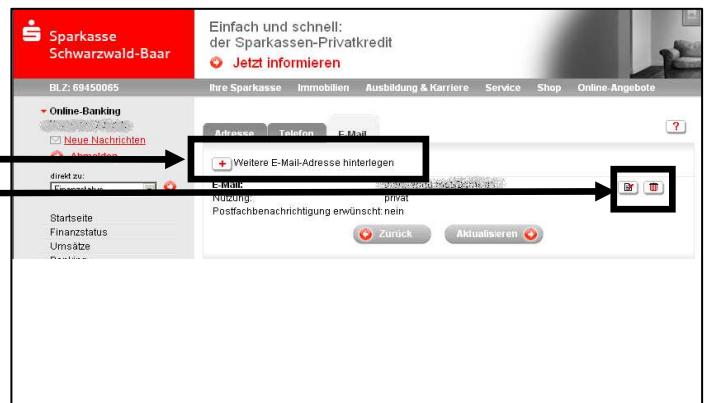 Sparkasse
Schwarzwald-Baar
Einfach und schnell:
der Sparkassen-Privatkredit
Jetzt informieren
BLZ: 69450065
Ihre Sparkasse Immobilien Ausbildung & Karriere Service Shop Online-Angebote
Online-Banking
Neue Nachrichten
Abmelden
direkt zu:
Finanzstatus
Startseite
Finanzstatus
Umsätze
Banking
Adresse Telefon E-Mail
?
Weitere E-Mail-Adresse hinterlegen
E-Mail:
Nutzung: privat
Postfachbenachrichtigung erwünscht: nein
Zurück Aktualisieren